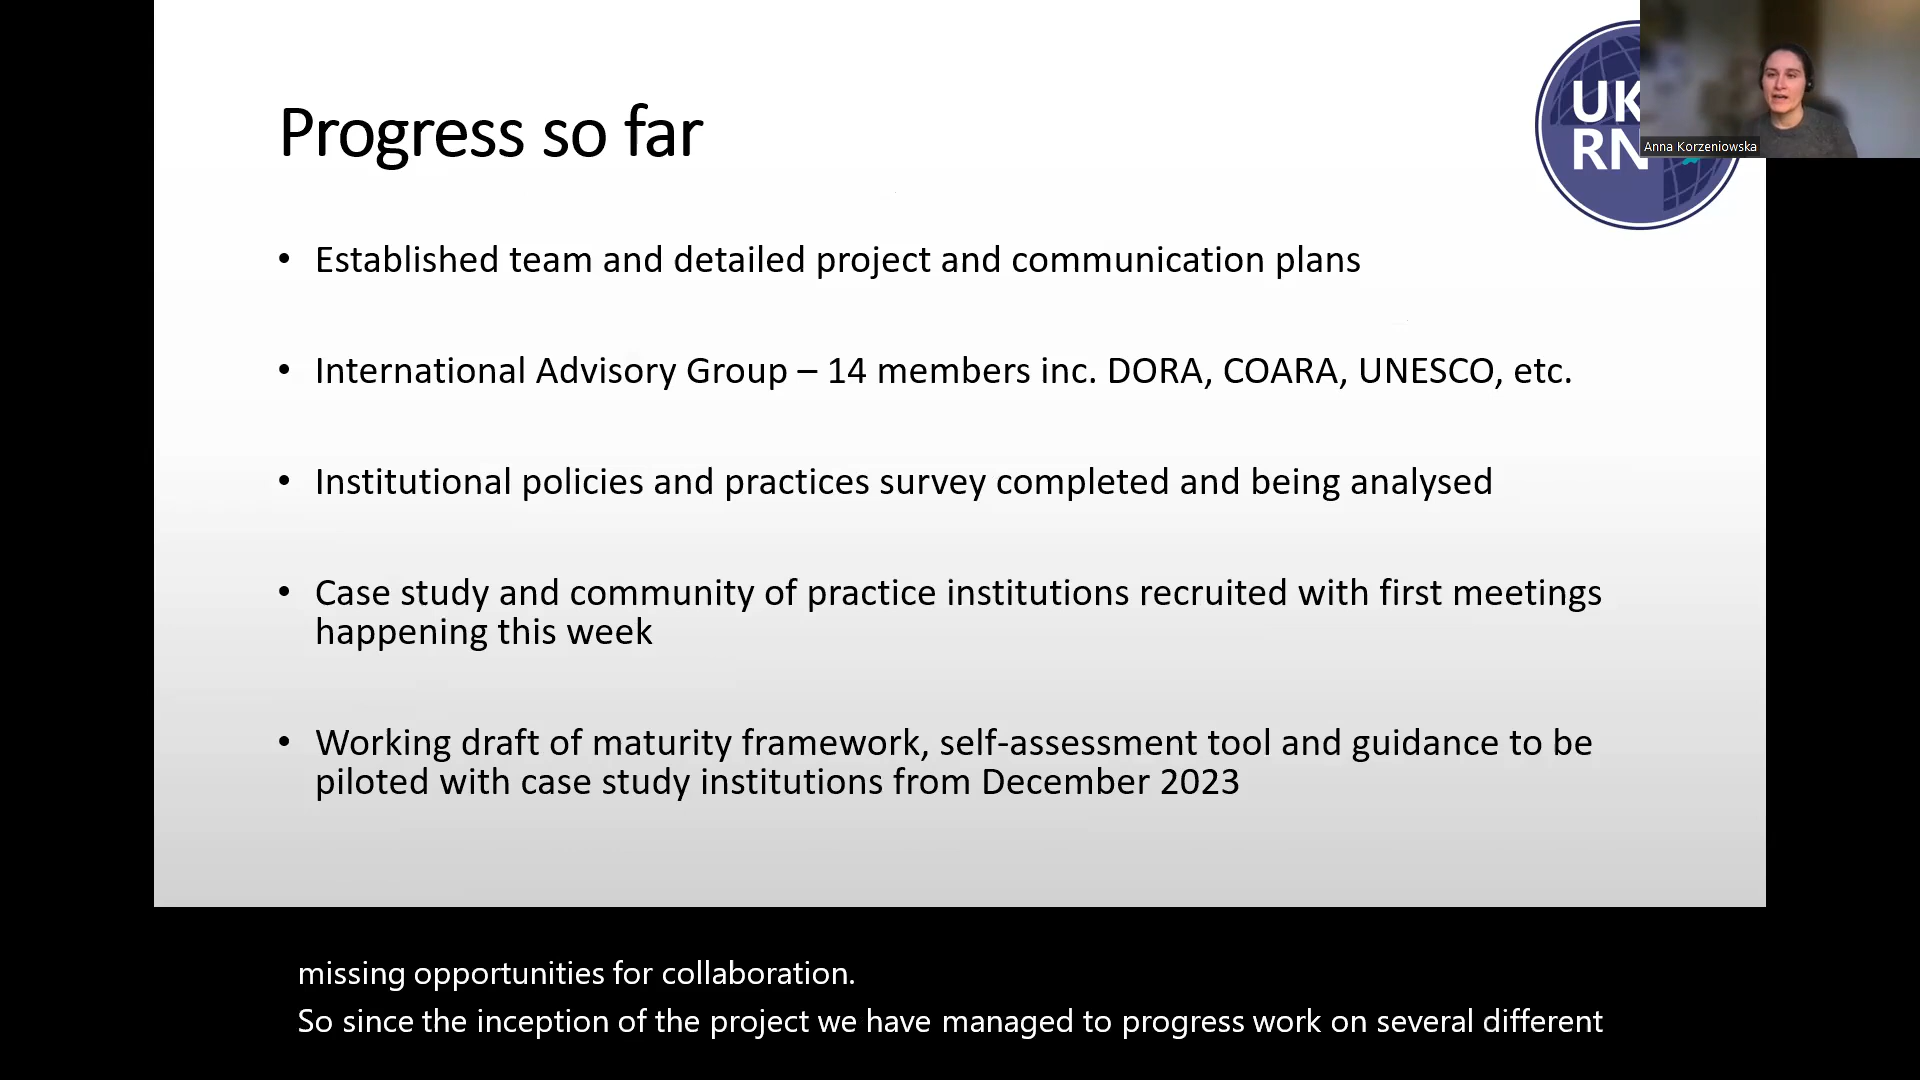 Progress so far
UK
RN
Anna Korzeniowska
• Established team and detailed project and communication plans
• International Advisory Group – 14 members inc. DORA, COARA, UNESCO, etc.
• Institutional policies and practices survey completed and being analysed
• Case study and community of practice institutions recruited with first meetings
happening this week
• Working draft of maturity framework, self-assessment tool and guidance to be
piloted with case study institutions from December 2023
missing opportunities for collaboration.
So since the inception of the project we have managed to progress work on several different